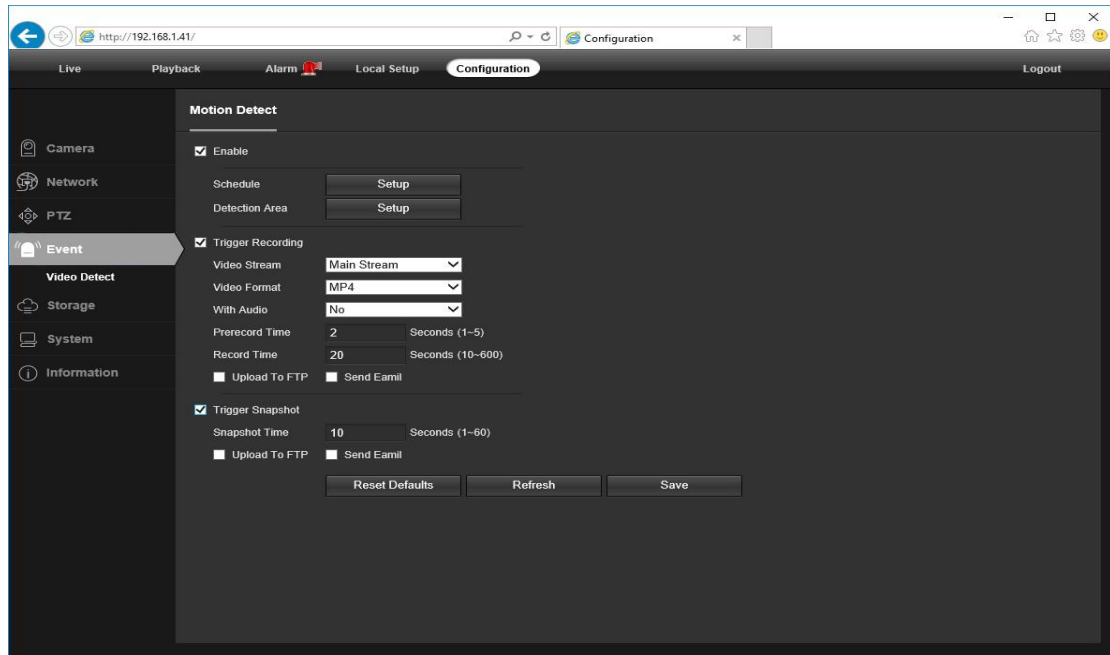 http://192.168.1.41/
Configuration
Live Playback Alarm Local Setup Configuration Logout
Motion Detect
Camera
Network
PTZ
Event
Video Detect
Storage
System
Information
Enable
Schedule Setup
Detection Area Setup
Trigger Recording
Video Stream Main Stream
Video Format MP4
With Audio No
Prerecord Time 2 Seconds (1~5)
Record Time 20 Seconds (10~600)
Upload To FTP Send Eamil
Trigger Snapshot
Snapshot Time 10 Seconds (1~60)
Upload To FTP Send Eamil
Reset Defaults Refresh Save